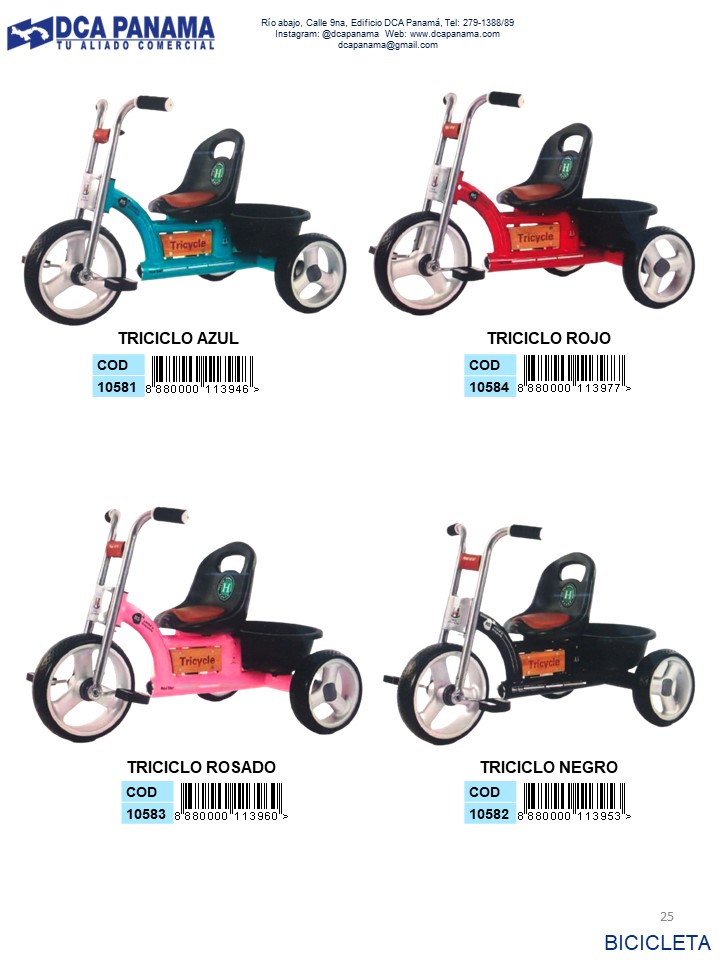 DCA PANAMA
TU ALIADO COMERCIAL
Río abajo, Calle 9na, Edificio DCA Panamá, Tel: 279-1388/89
Instagram: @dcapanama Web: www.dcapanama.com
dcapanama@gmail.com
Tricycle
Tricycle
TRICICLO AZUL
TRICICLO ROJO
COD
10581
8 880000 113946 >
COD
10584
8 880000 113977 >
H
Tricycle
H
Tricycle
TRICICLO ROSADO
TRICICLO NEGRO
COD
10583
8 880000 113960 >
COD
10582
8 880000 113953 >
25
BICICLETA